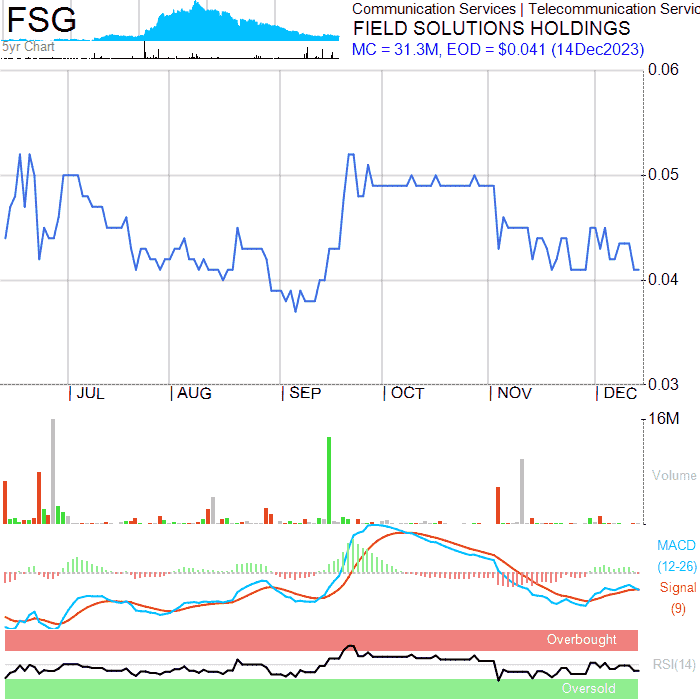 FSG
5yr Chart
Communication Services | Telecommunication Servic
FIELD SOLUTIONS HOLDINGS
MC = 31.3M, EOD = $0.041 (14Dec2023)
0.06
0.05
0.04
0.03
JUL AUG SEP OCT NOV DEC
16M
Volume
MACD
(12-26)
Signal
(9)
Overbought
RSI(14)
Oversold